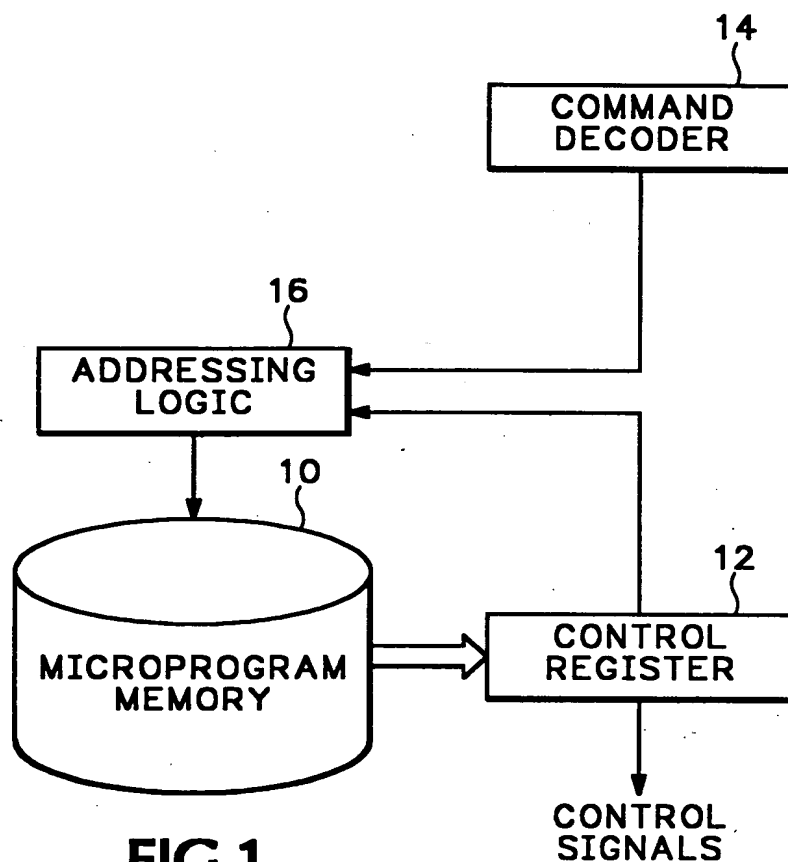 14
COMMAND
DECODER
16
ADDRESSING
LOGIC
10
12
MICROPROGRAM
MEMORY
CONTROL
REGISTER
CONTROL
SIGNALS
FIG.1